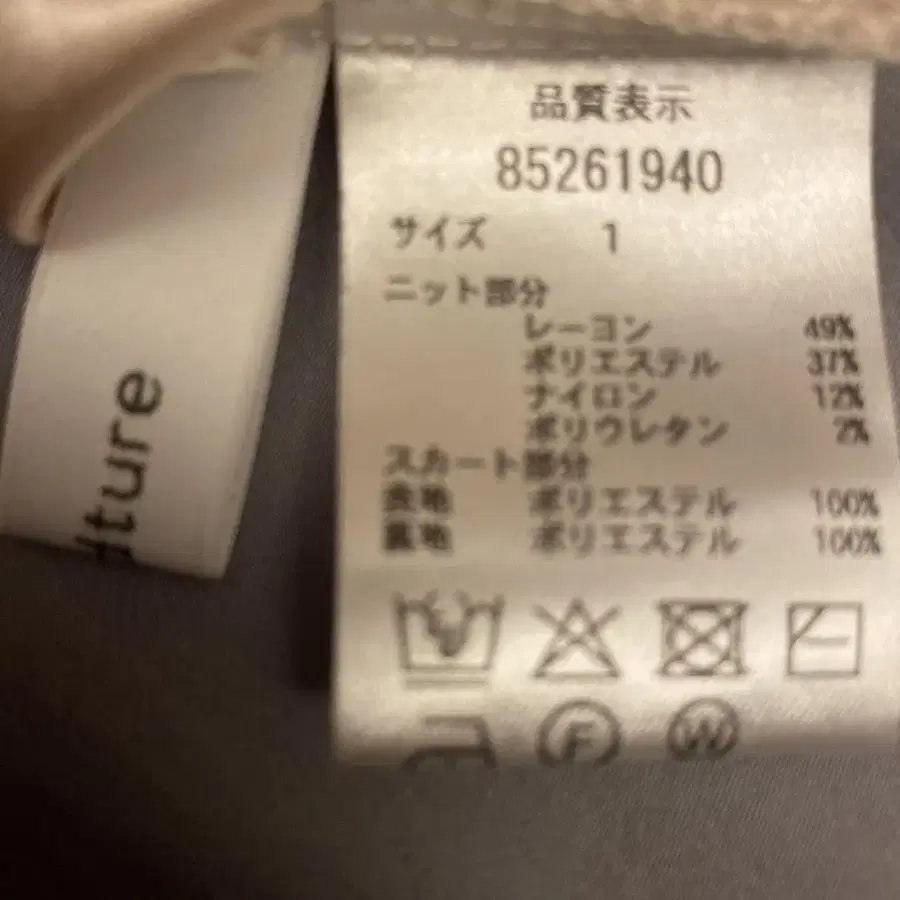 品質表示
85261940
サイズ 1
ニット部分
レーヨン 49%
ポリエステル 37%
ナイロン 12%
ポリウレタン 2%
スカート部分
表地 ポリエステル 100%
裏地 ポリエステル 100%
F W
ture